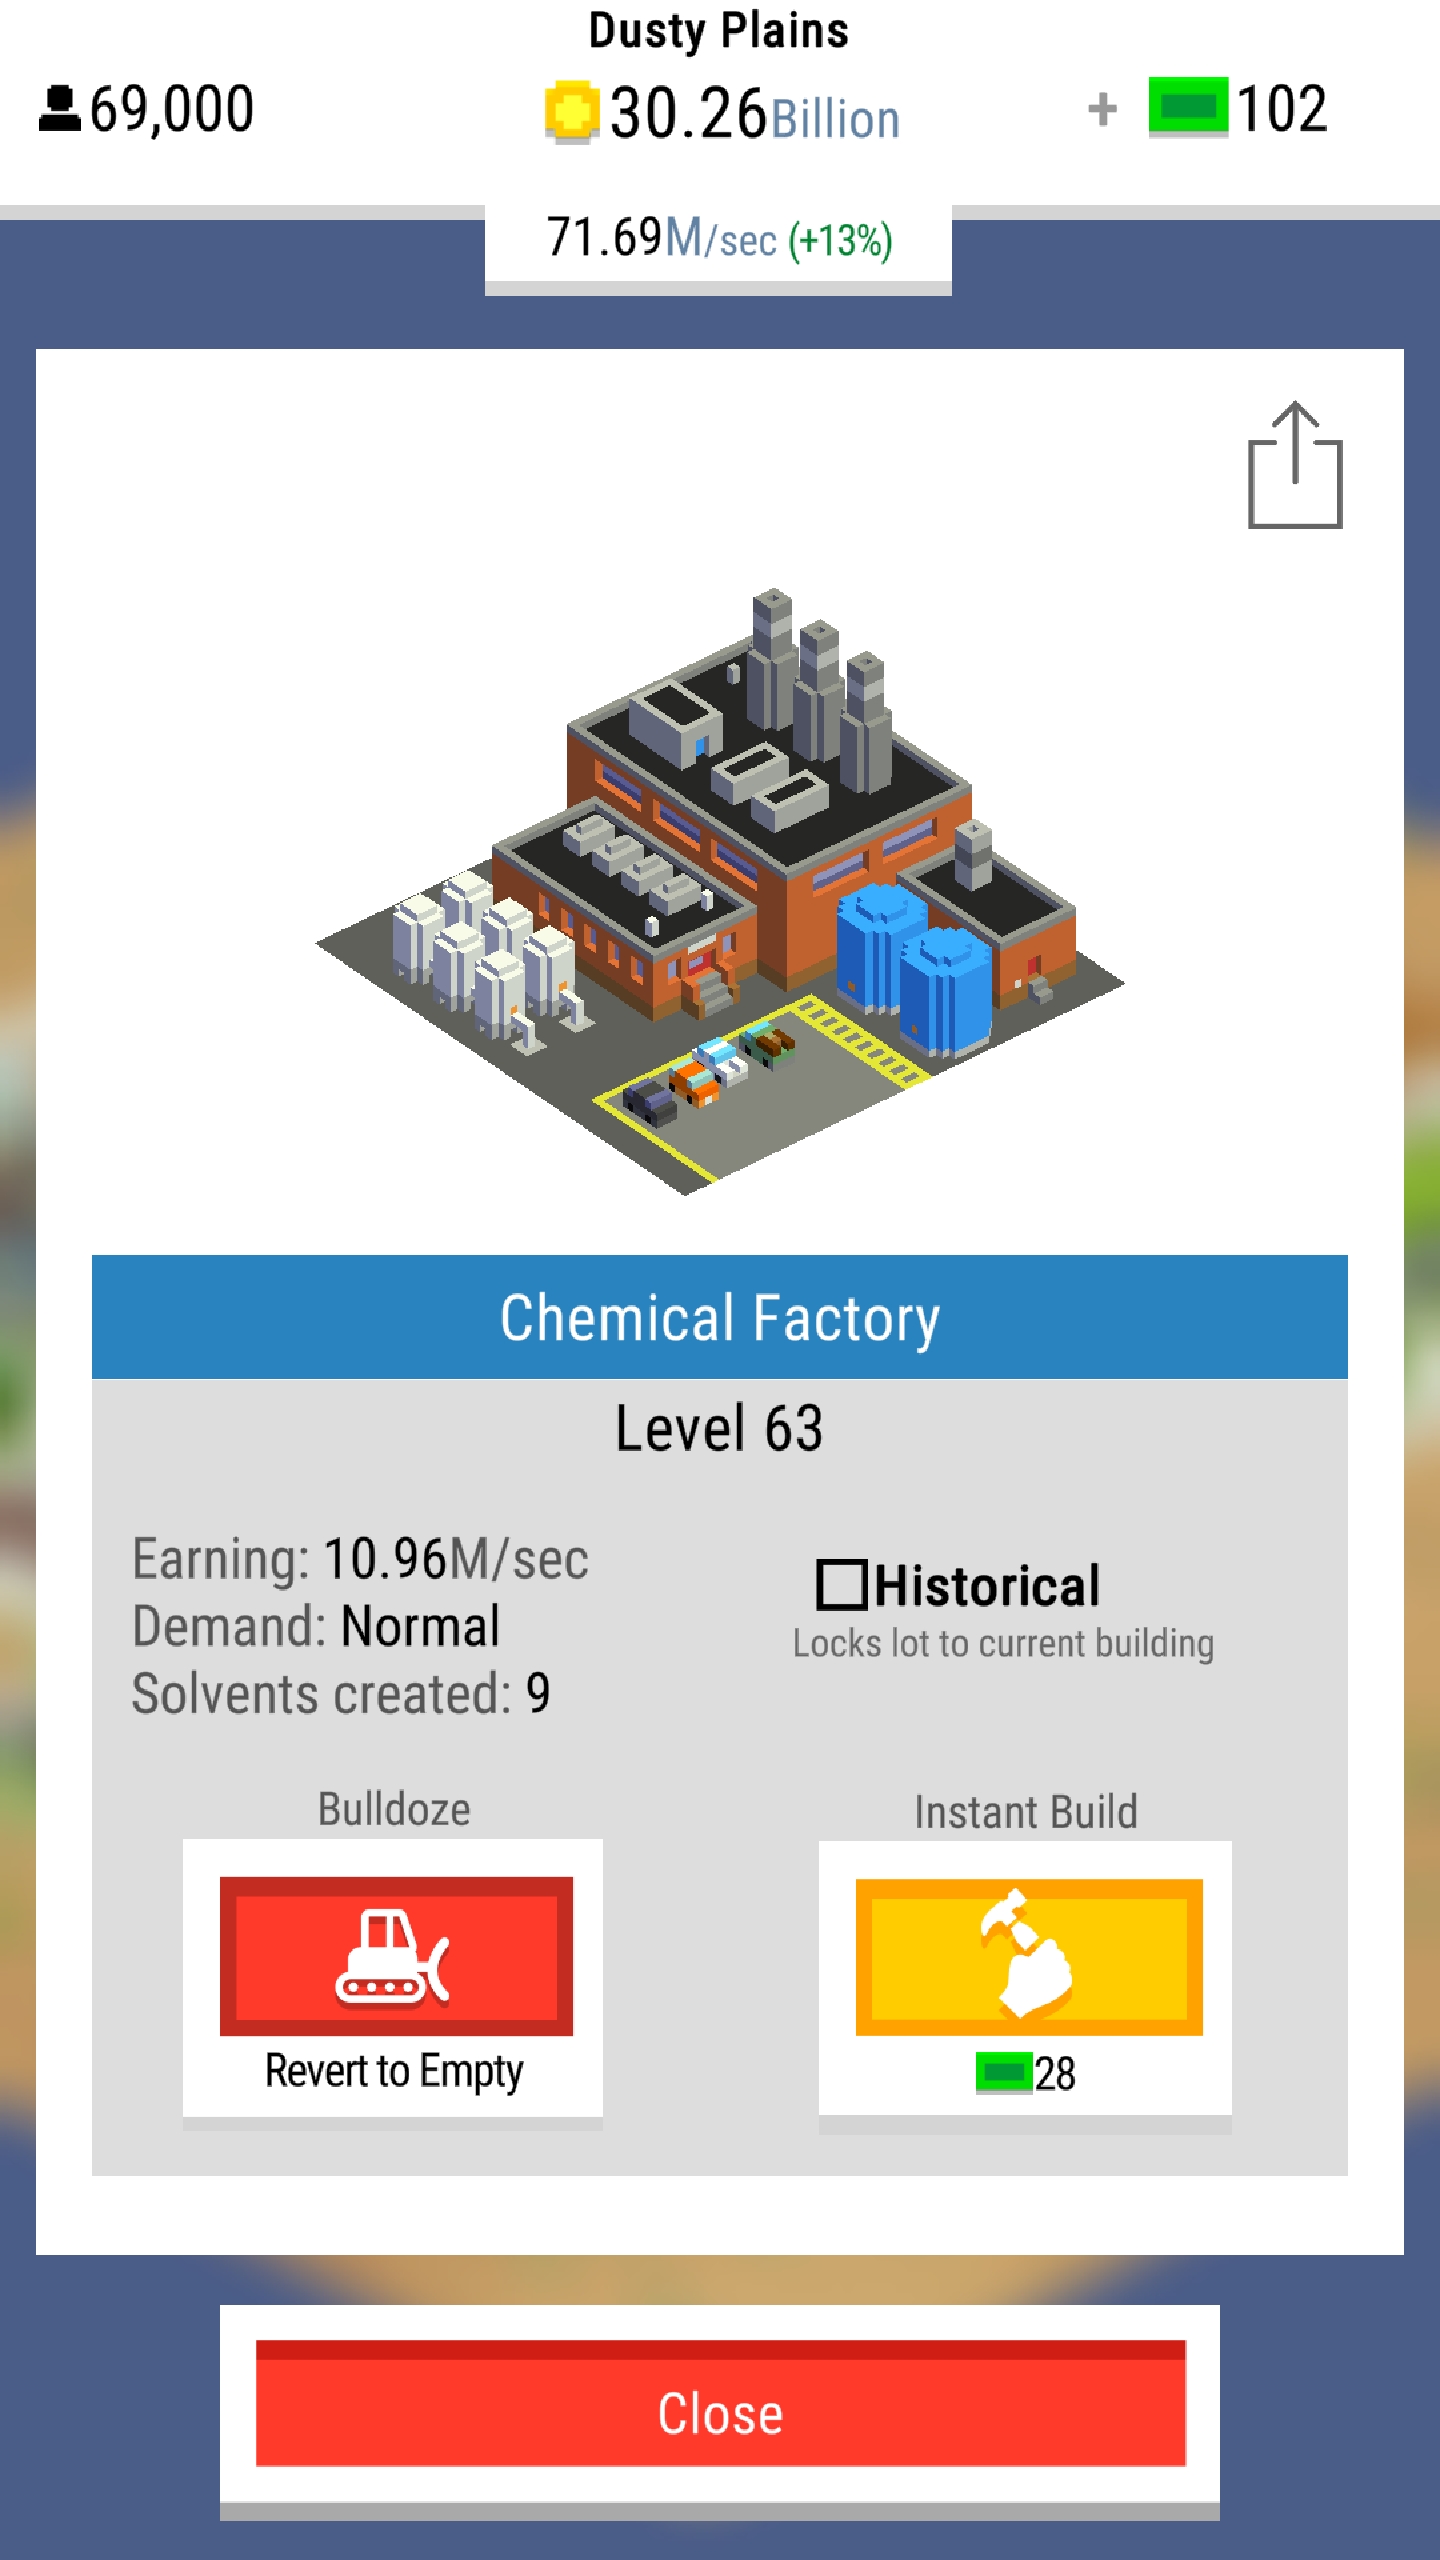 Dusty Plains
69,000
30.26Billion
+ 102
71.69M/sec (+13%)
Chemical Factory
Level 63
Earning: 10.96M/sec
Demand: Normal
Solvents created: 9
Historical
Locks lot to current building
Bulldoze
Revert to Empty
Instant Build
28
Close